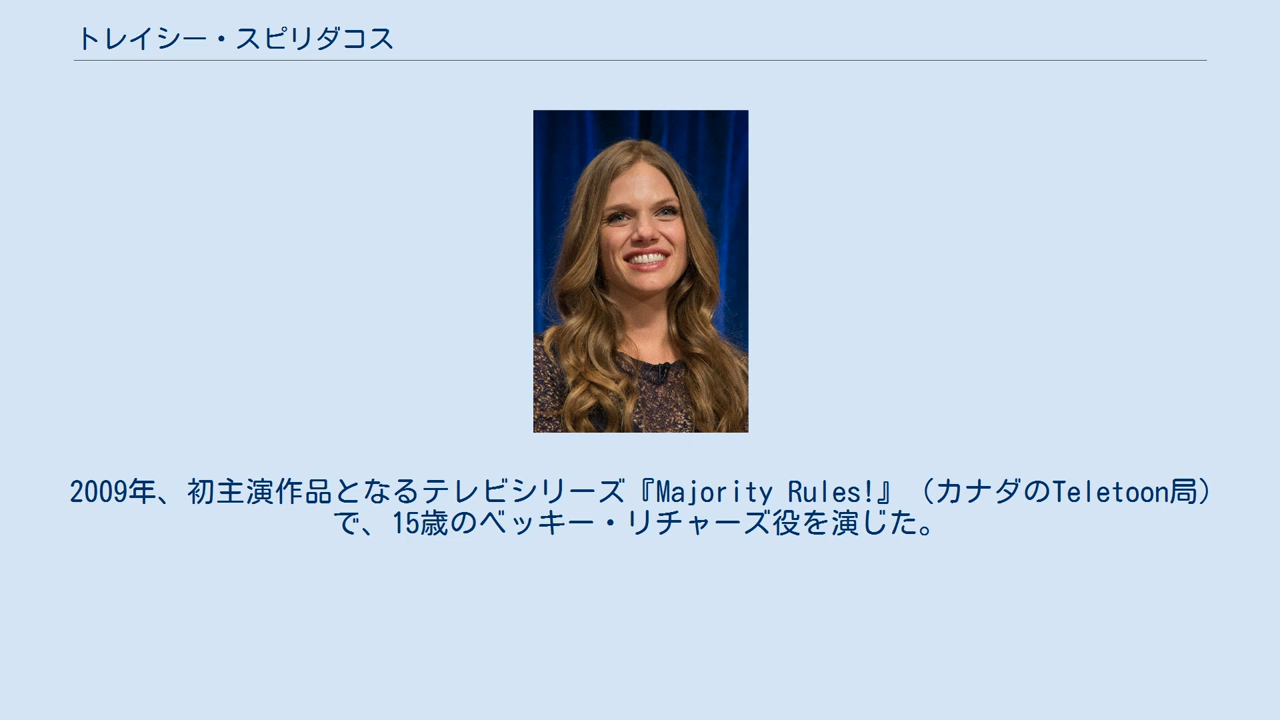 トレイシー・スピリダコス
2009年、初主演作品となるテレビシリーズ『Majority Rules!』（カナダのTeletoon局）
で、15歳のベッキー・リチャーズ役を演じた。